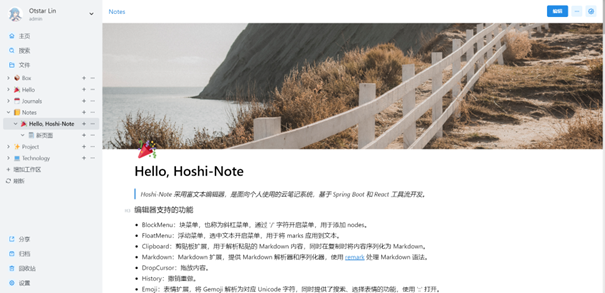 Otstar Lin
admin
主页
搜索
文件
Box
Hello
Journals
Notes
Hello, Hoshi-Note
新页面
Project
Technology
增加工作区
刷新
分享
归档
回收站
设置
Notes
编辑
Hello, Hoshi-Note
Hoshi-Note 采用富文本编辑器，是面向个人使用的云笔记系统，基于 Spring Boot 和 React 工具流开发。
编辑器支持的功能
BlockMenu：块菜单，也称为斜杠菜单，通过 '/' 字符开启菜单，用于添加 nodes。
FloatMenu：浮动菜单，选中文本开启菜单，用于将 marks 应用到文本。
Clipboard：剪贴板扩展，用于解析粘贴的 Markdown 内容，同时在复制时将内容序列化为 Markdown。
Markdown：Markdown 扩展，提供 Markdown 解析器和序列化器，使用 remark 处理 Markdown 语法。
DropCursor：拖放内容。
History：撤销重做。
Emoji：表情扩展，将 Gemoji 解析为对应 Unicode 字符，同时提供了搜索、选择表情的功能，使用 ':' 打开。